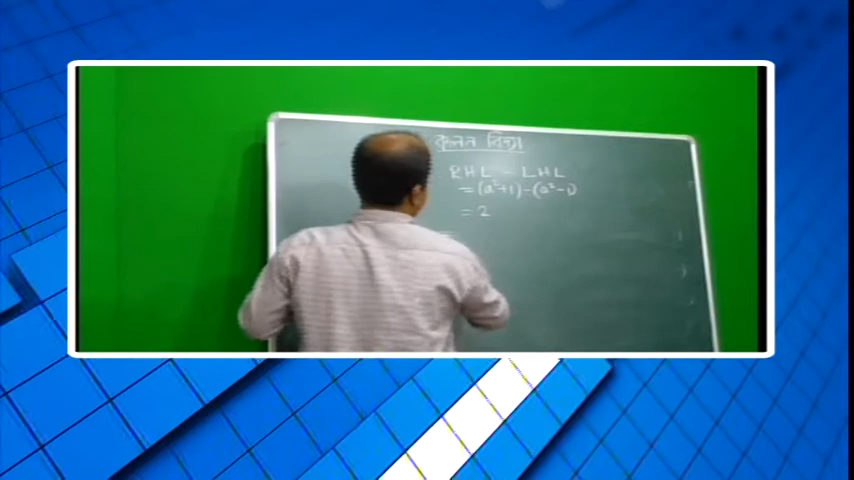 কলন বিদ্যা
RHL - LHL
= (a²+1) - (a²-1)
= 2